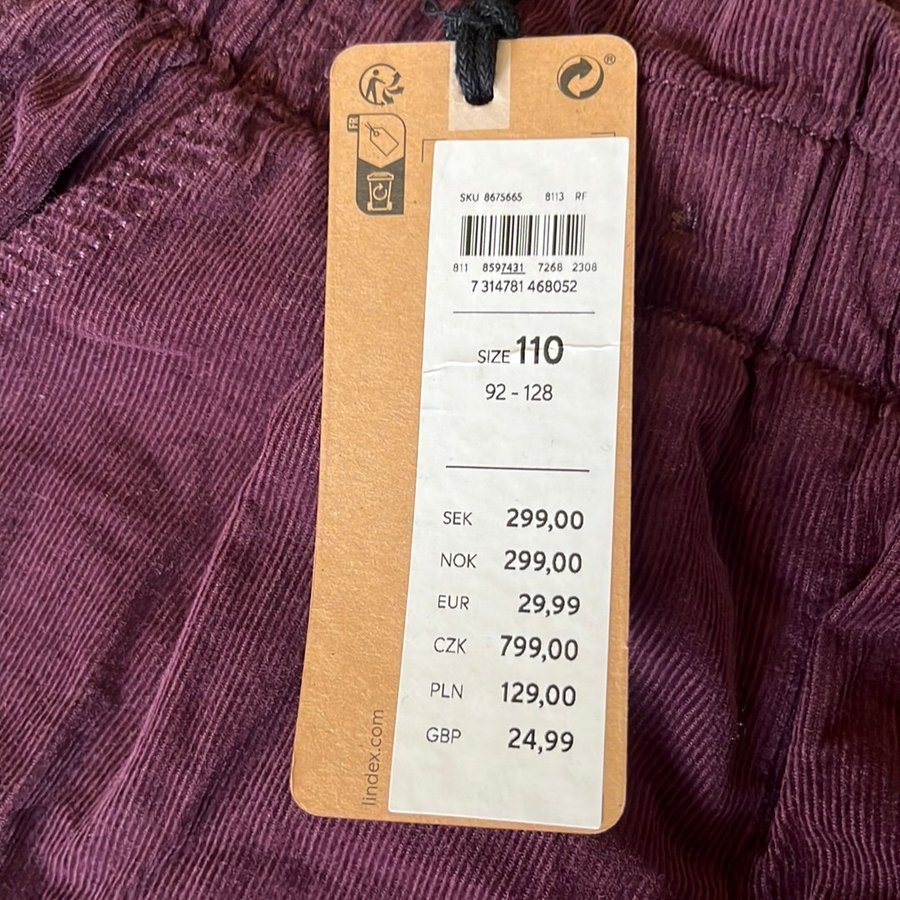 ®
FR
SKU 8675665 8113 RF
811 8597431 7268 2308
7 314781 468052
SIZE 110
92 - 128
SEK 299,00
NOK 299,00
EUR 29,99
CZK 799,00
PLN 129,00
GBP 24,99
lindex.com